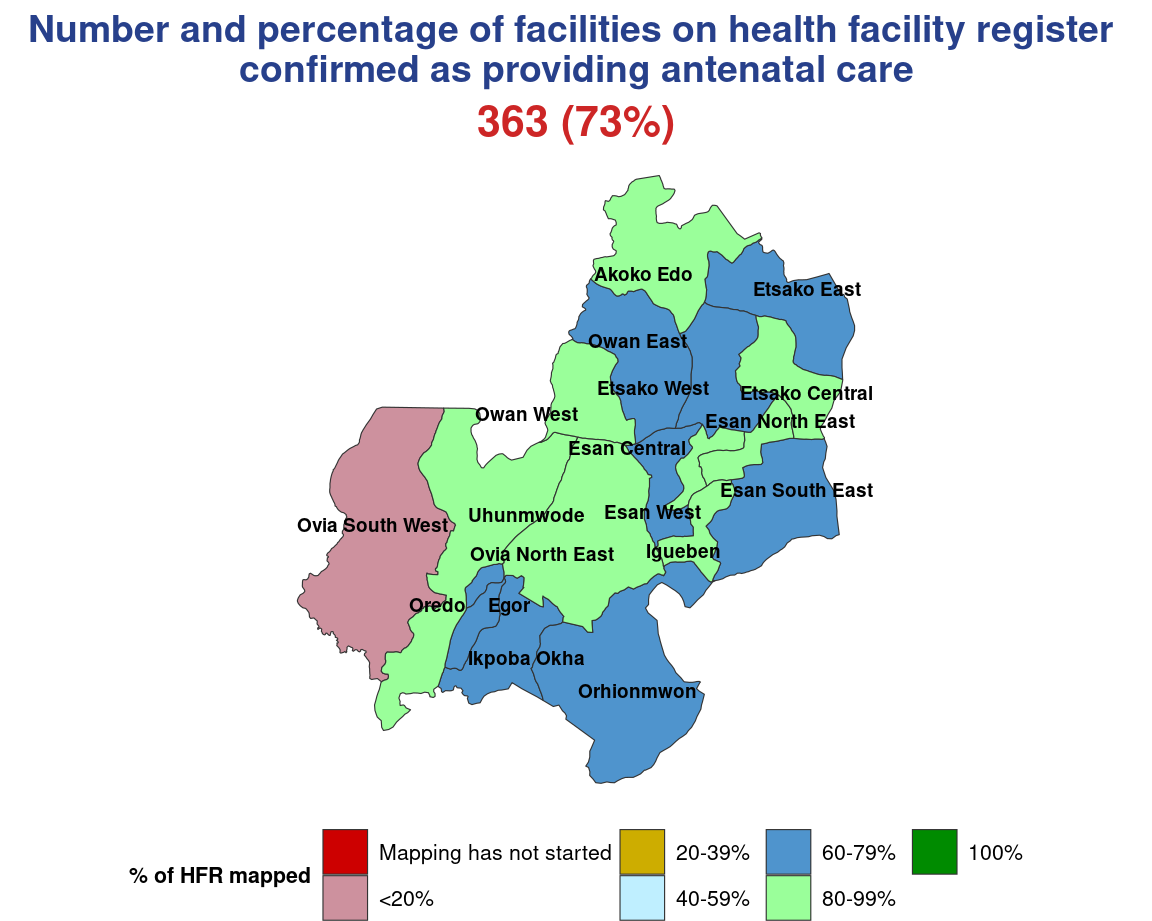 Number and percentage of facilities on health facility register
confirmed as providing antenatal care
363 (73%)
Akoko Edo
Etsako East
Owan East
Etsako West
Etsako Central
Owan West
Esan North East
Esan Central
Esan South East
Uhunmwode
Esan West
Ovia South West
Ovia North East
Igueben
Oredo
Egor
Ikpoba Okha
Orhionmwon
% of HFR mapped
Mapping has not started
<20%
20-39%
40-59%
60-79%
80-99%
100%